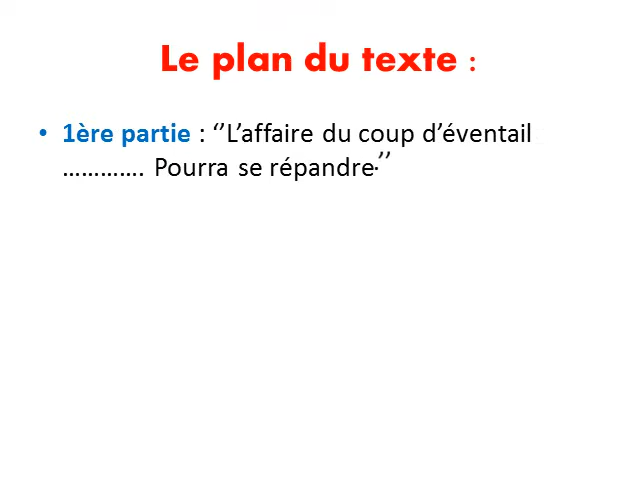 Le plan du texte :
• 1ère partie : ‘’L’affaire du coup d’éventail
…………. Pourra se répandre.’’